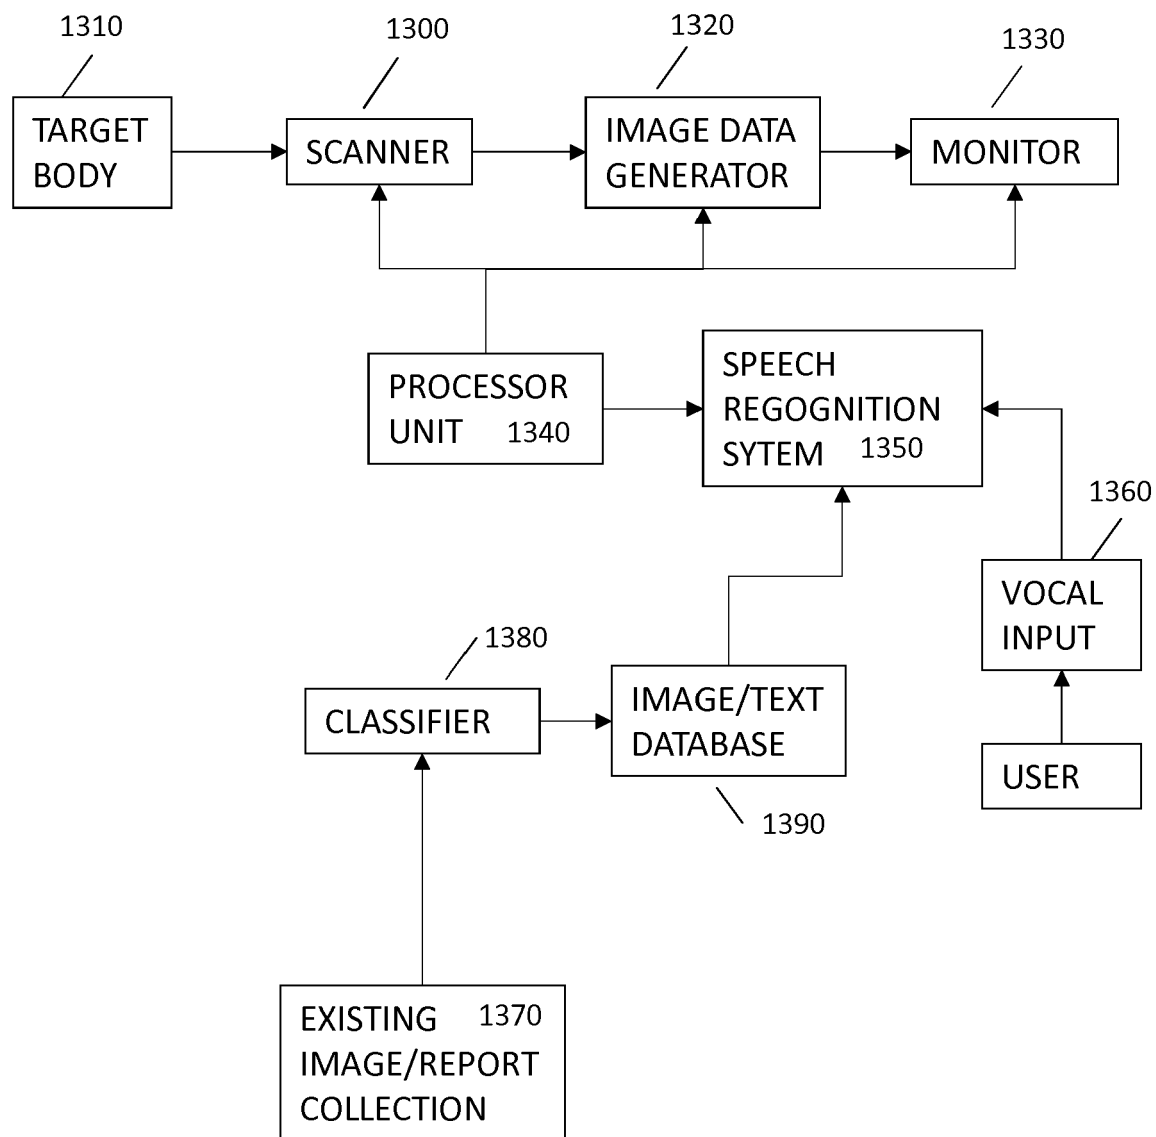 1310
1300
1320
1330
TARGET
BODY
SCANNER
IMAGE DATA
GENERATOR
MONITOR
PROCESSOR
UNIT 1340
SPEECH
REGOGNITION
SYTEM 1350
1360
VOCAL
INPUT
1380
CLASSIFIER
IMAGE/TEXT
DATABASE
USER
1390
EXISTING 1370
IMAGE/REPORT
COLLECTION